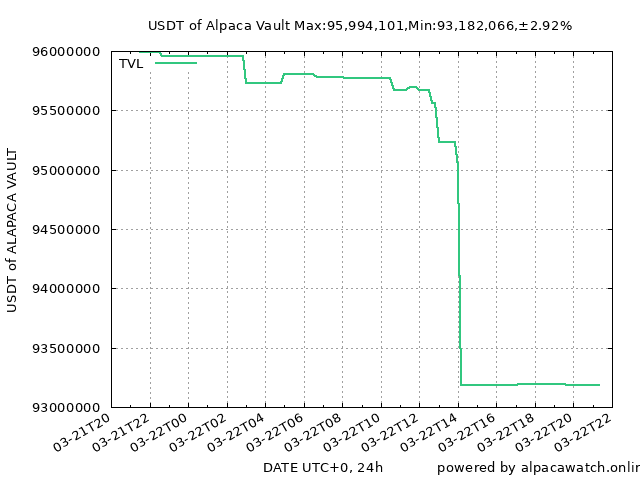 USDT of Alpaca Vault Max:95,994,101,Min:93,182,066,±2.92%
TVL
96000000
95500000
95000000
94500000
94000000
93500000
93000000
USDT of ALAPACA VAULT
03-21T20
03-21T22
03-22T00
03-22T02
03-22T04
03-22T06
03-22T08
03-22T10
03-22T12
03-22T14
03-22T16
03-22T18
03-22T20
03-22T22
DATE UTC+0, 24h
powered by alpacawatch.onlin